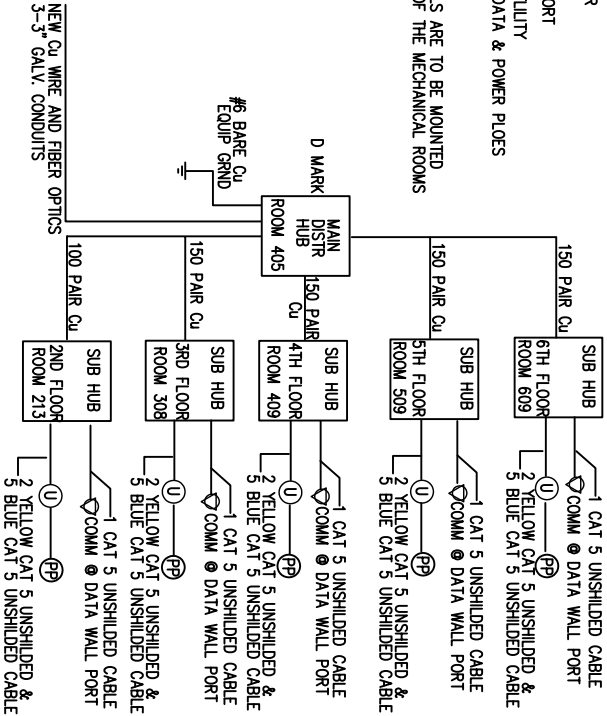 R
ORT
TLILITY
DATA & POWER PLOES
LS ARE TO BE MOUNTED
OF THE MECHANICAL ROOMS
#6 BARE Cu
EQUIP GRND
D MARK
MAIN
DISTR
HUB
ROOM 405
NEW Cu WIRE AND FIBER OPTICS
3-3" GALV. CONDUITS
150 PAIR Cu
SUB HUB
6TH FLOOR
ROOM 609
1 CAT 5 UNSHILDED CABLE
COMM @ DATA WALL PORT
U
PP
2 YELLOW CAT 5 UNSHILDED &
5 BLUE CAT 5 UNSHILDED CABLE
150 PAIR Cu
SUB HUB
5TH FLOOR
ROOM 509
1 CAT 5 UNSHILDED CABLE
COMM @ DATA WALL PORT
U
PP
2 YELLOW CAT 5 UNSHILDED &
5 BLUE CAT 5 UNSHILDED CABLE
150 PAIR
Cu
SUB HUB
4TH FLOOR
ROOM 409
1 CAT 5 UNSHILDED CABLE
COMM @ DATA WALL PORT
U
PP
2 YELLOW CAT 5 UNSHILDED &
5 BLUE CAT 5 UNSHILDED CABLE
150 PAIR Cu
SUB HUB
3RD FLOOR
ROOM 308
1 CAT 5 UNSHILDED CABLE
COMM @ DATA WALL PORT
U
PP
2 YELLOW CAT 5 UNSHILDED &
5 BLUE CAT 5 UNSHILDED CABLE
100 PAIR Cu
SUB HUB
2ND FLOOR
ROOM 213
1 CAT 5 UNSHILDED CABLE
COMM @ DATA WALL PORT
U
PP
2 YELLOW CAT 5 UNSHILDED &
5 BLUE CAT 5 UNSHILDED CABLE